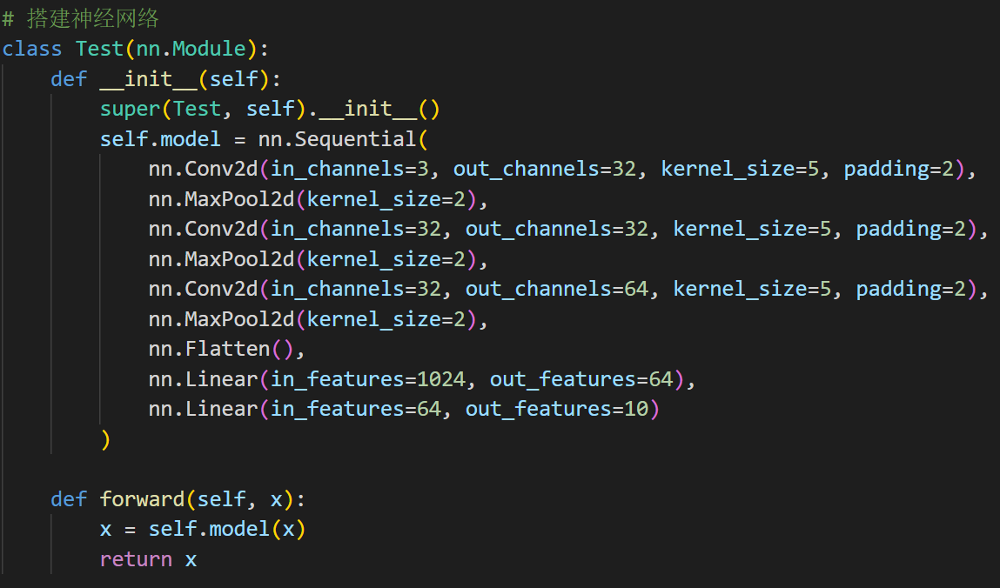 # 搭建神经网络
class Test(nn.Module):
    def __init__(self):
        super(Test, self).__init__()
        self.model = nn.Sequential(
            nn.Conv2d(in_channels=3, out_channels=32, kernel_size=5, padding=2),
            nn.MaxPool2d(kernel_size=2),
            nn.Conv2d(in_channels=32, out_channels=32, kernel_size=5, padding=2),
            nn.MaxPool2d(kernel_size=2),
            nn.Conv2d(in_channels=32, out_channels=64, kernel_size=5, padding=2),
            nn.MaxPool2d(kernel_size=2),
            nn.Flatten(),
            nn.Linear(in_features=1024, out_features=64),
            nn.Linear(in_features=64, out_features=10)
        )
    def forward(self, x):
        x = self.model(x)
        return x